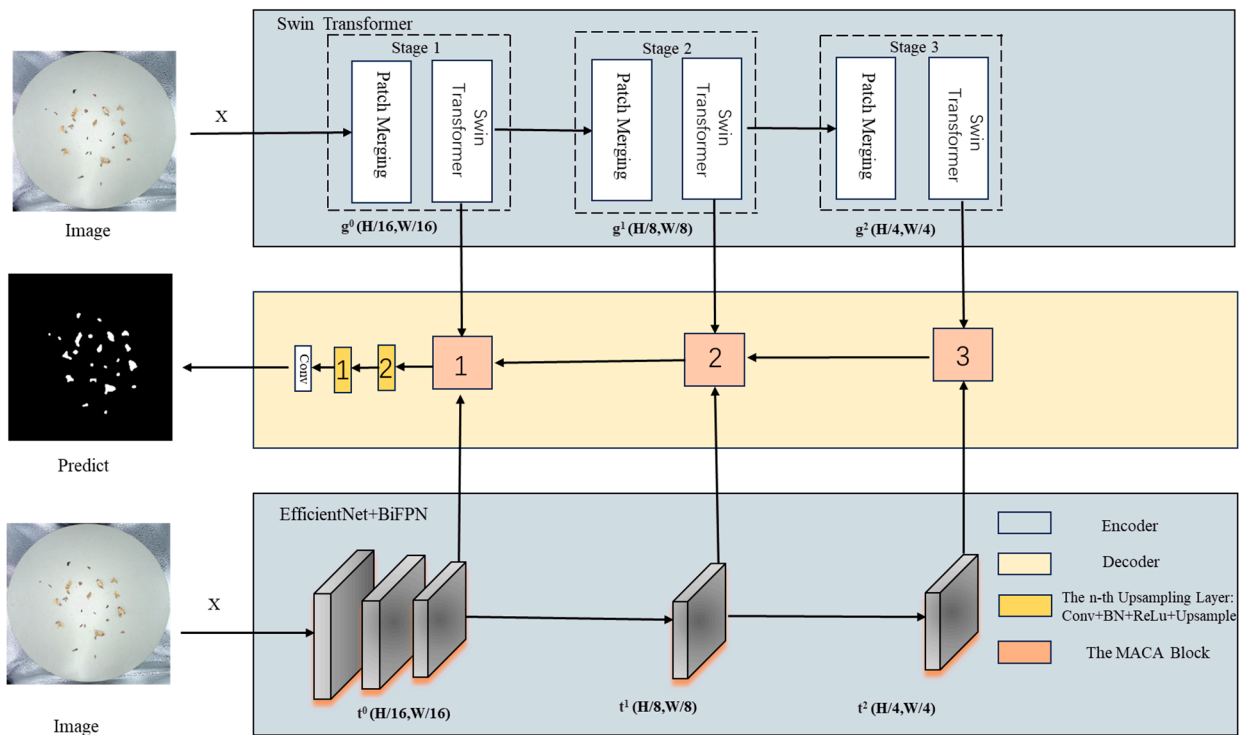 Swin Transformer
Stage 1
Stage 2
Stage 3
Patch Merging
Swin
Transformer
Patch Merging
Swin
Transformer
Patch Merging
Swin
Transformer
X
Image
g⁰ (H/16,W/16)
g¹ (H/8,W/8)
g² (H/4,W/4)
Conv
1
2
1
2
3
Predict
EfficientNet+BiFPN
X
Image
t⁰ (H/16,W/16)
t¹ (H/8,W/8)
t² (H/4,W/4)
Encoder
Decoder
The n-th Upsampling Layer:
Conv+BN+ReLu+Upsample
The MACA Block